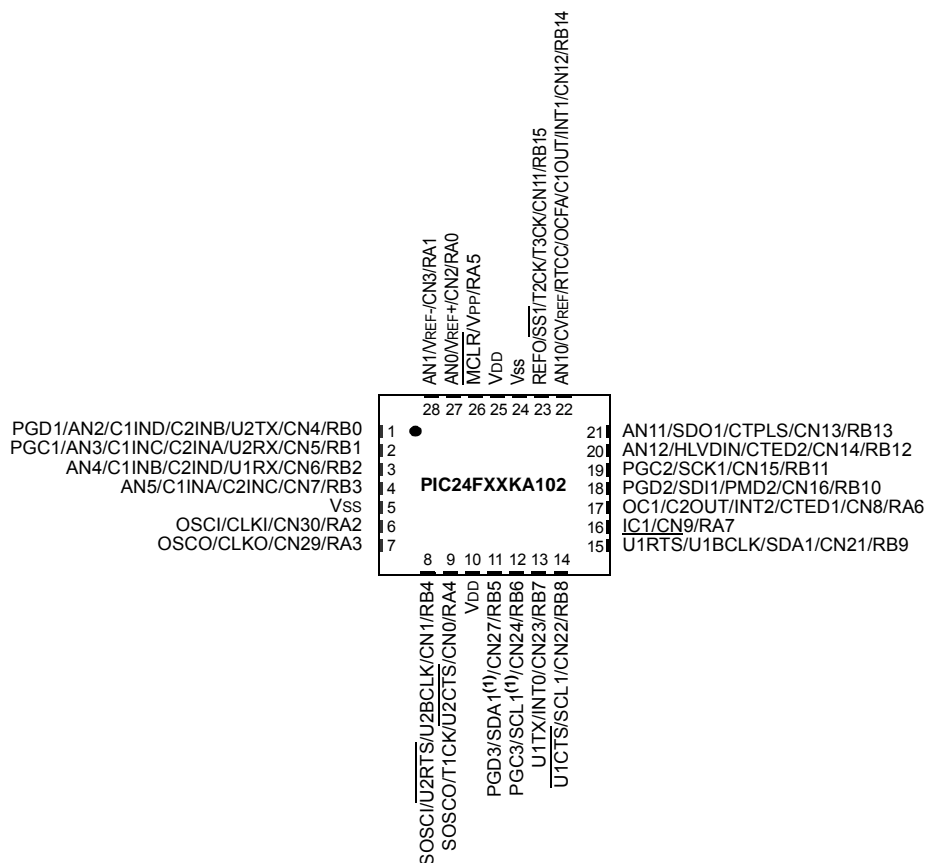 AN1/VREF-/CN3/RA1
AN0/VREF+/CN2/RA0
MCLR/VPP/RA5
VDD
Vss
REFO/SS1/T2CK/T3CK/CN11/RB15
AN10/CVREF/RTCC/OCFA/C1OUT/INT1/CN12/RB14
28 27 26 25 24 23 22
PGD1/AN2/C1IND/C2INB/U2TX/CN4/RB0 1
PGC1/AN3/C1INC/C2INA/U2RX/CN5/RB1 2
AN4/C1INB/C2IND/U1RX/CN6/RB2 3
AN5/C1INA/C2INC/CN7/RB3 4
VSS 5
OSCI/CLKI/CN30/RA2 6
OSCO/CLKO/CN29/RA3 7
PIC24FXXKA102
21 AN11/SDO1/CTPLS/CN13/RB13
20 AN12/HLVDIN/CTED2/CN14/RB12
19 PGC2/SCK1/CN15/RB11
18 PGD2/SDI1/PMD2/CN16/RB10
17 OC1/C2OUT/INT2/CTED1/CN8/RA6
16 IC1/CN9/RA7
15 U1RTS/U1BCLK/SDA1/CN21/RB9
8 9 10 11 12 13 14
SOSCI/U2RTS/U2BCLK/CN1/RB4
SOSCO/T1CK/U2CTS/CN0/RA4
VDD
PGD3/SDA1(1)/CN27/RB5
PGC3/SCL1(1)/CN24/RB6
U1TX/INT0/CN23/RB7
U1CTS/SCL1/CN22/RB8